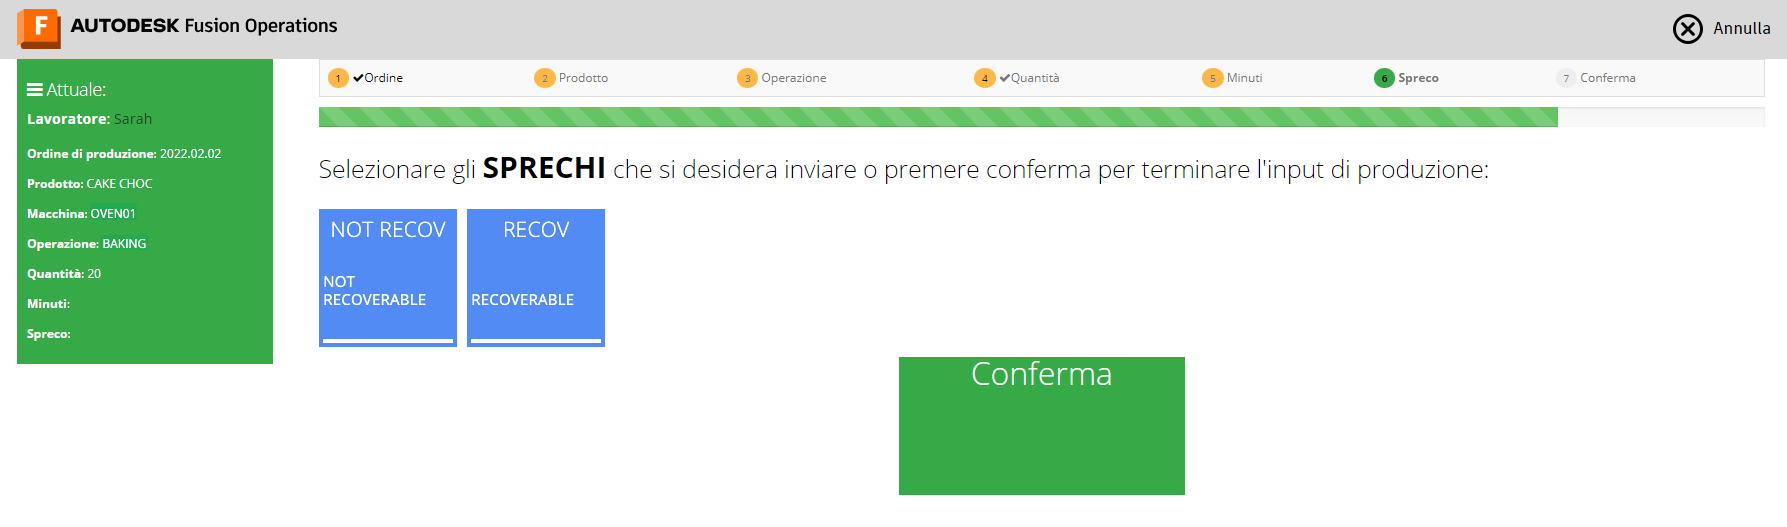 F AUTODESK Fusion Operations
Annulla
1 Ordine
2 Prodotto
3 Operazione
4 Quantità
5 Minuti
6 Spreco
7 Conferma
Attuale:
Lavoratore: Sarah
Ordine di produzione: 2022.02.02
Prodotto: CAKE CHOC
Macchina: OVEN01
Operazione: BAKING
Quantità: 20
Minuti:
Spreco:
Selezionare gli SPRECHI che si desidera inviare o premere conferma per terminare l'input di produzione:
NOT RECOV
NOT
RECOVERABLE
RECOV
RECOVERABLE
Conferma